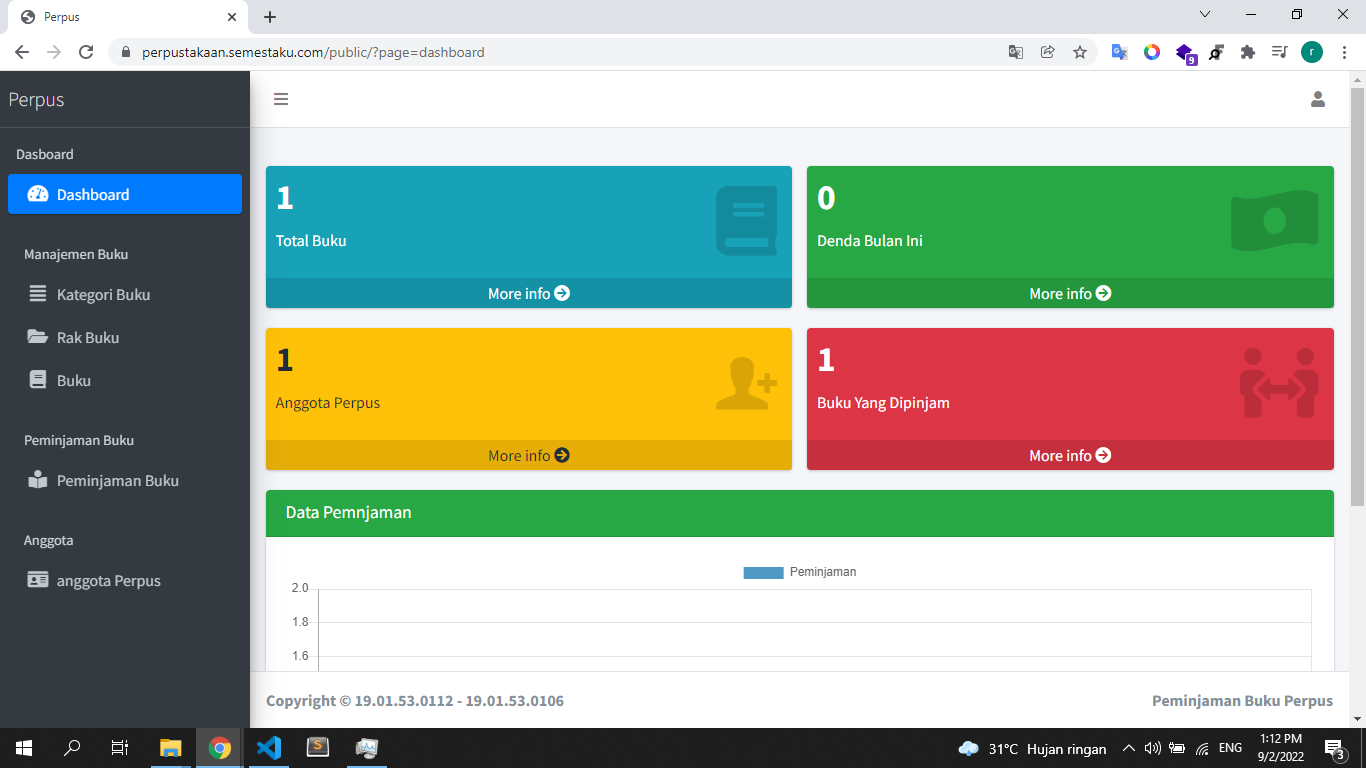 Perpus
perpustakaan.semestaku.com/public/?page=dashboard
9
r
Perpus
Dasboard
Dashboard
Manajemen Buku
Kategori Buku
Rak Buku
Buku
Peminjaman Buku
Peminjaman Buku
Anggota
anggota Perpus
1
Total Buku
More info
0
Denda Bulan Ini
More info
1
Anggota Perpus
More info
1
Buku Yang Dipinjam
More info
Data Pemnjaman
Peminjaman
2.0
1.8
1.6
Copyright © 19.01.53.0112 - 19.01.53.0106
Peminjaman Buku Perpus
31°C Hujan ringan
ENG
1:12 PM
9/2/2022
3